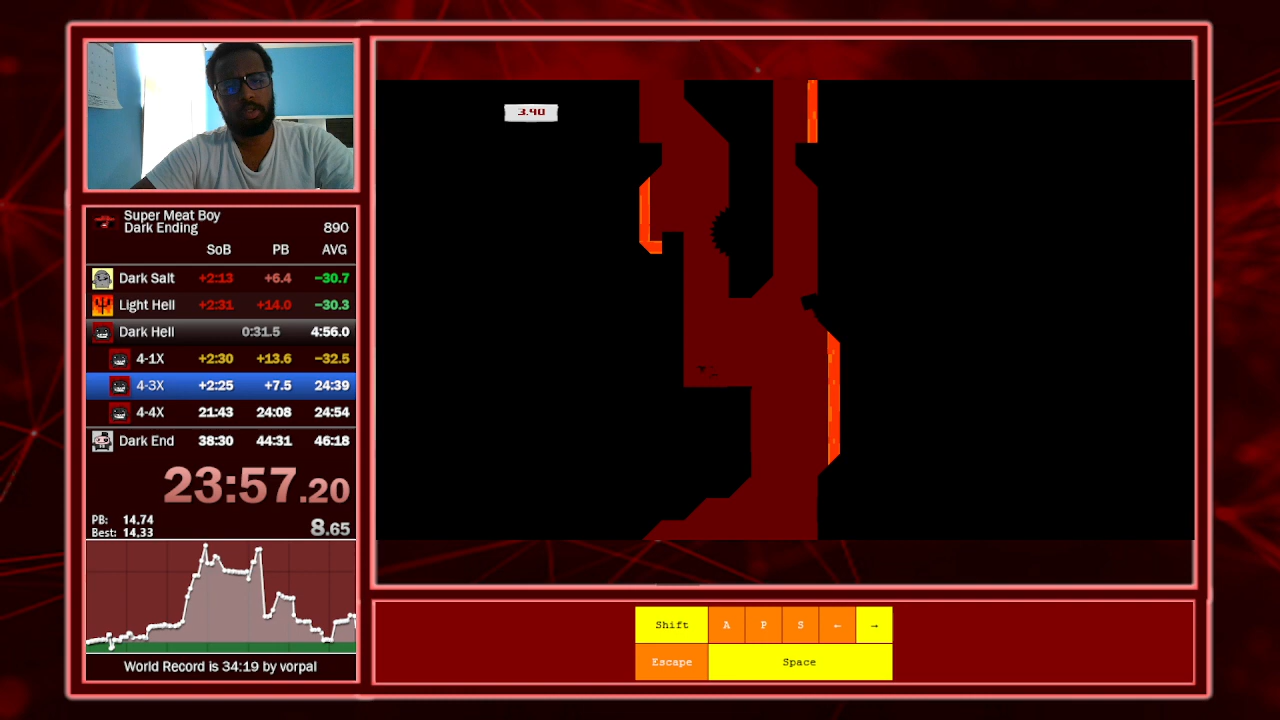 3.40
Super Meat Boy
Dark Ending 890
SoB PB AVG
Dark Salt +2:13 +6.4 −30.7
Light Hell +2:31 +14.0 −30.3
Dark Hell 0:31.5 4:56.0
4-1X +2:30 +13.6 −32.5
4-3X +2:25 +7.5 24:39
4-4X 21:43 24:08 24:54
Dark End 38:30 44:31 46:18
23:57.20
PB: 14.74 8.65
Best: 14.33
World Record is 34:19 by vorpal
Shift A P S ← →
Escape Space